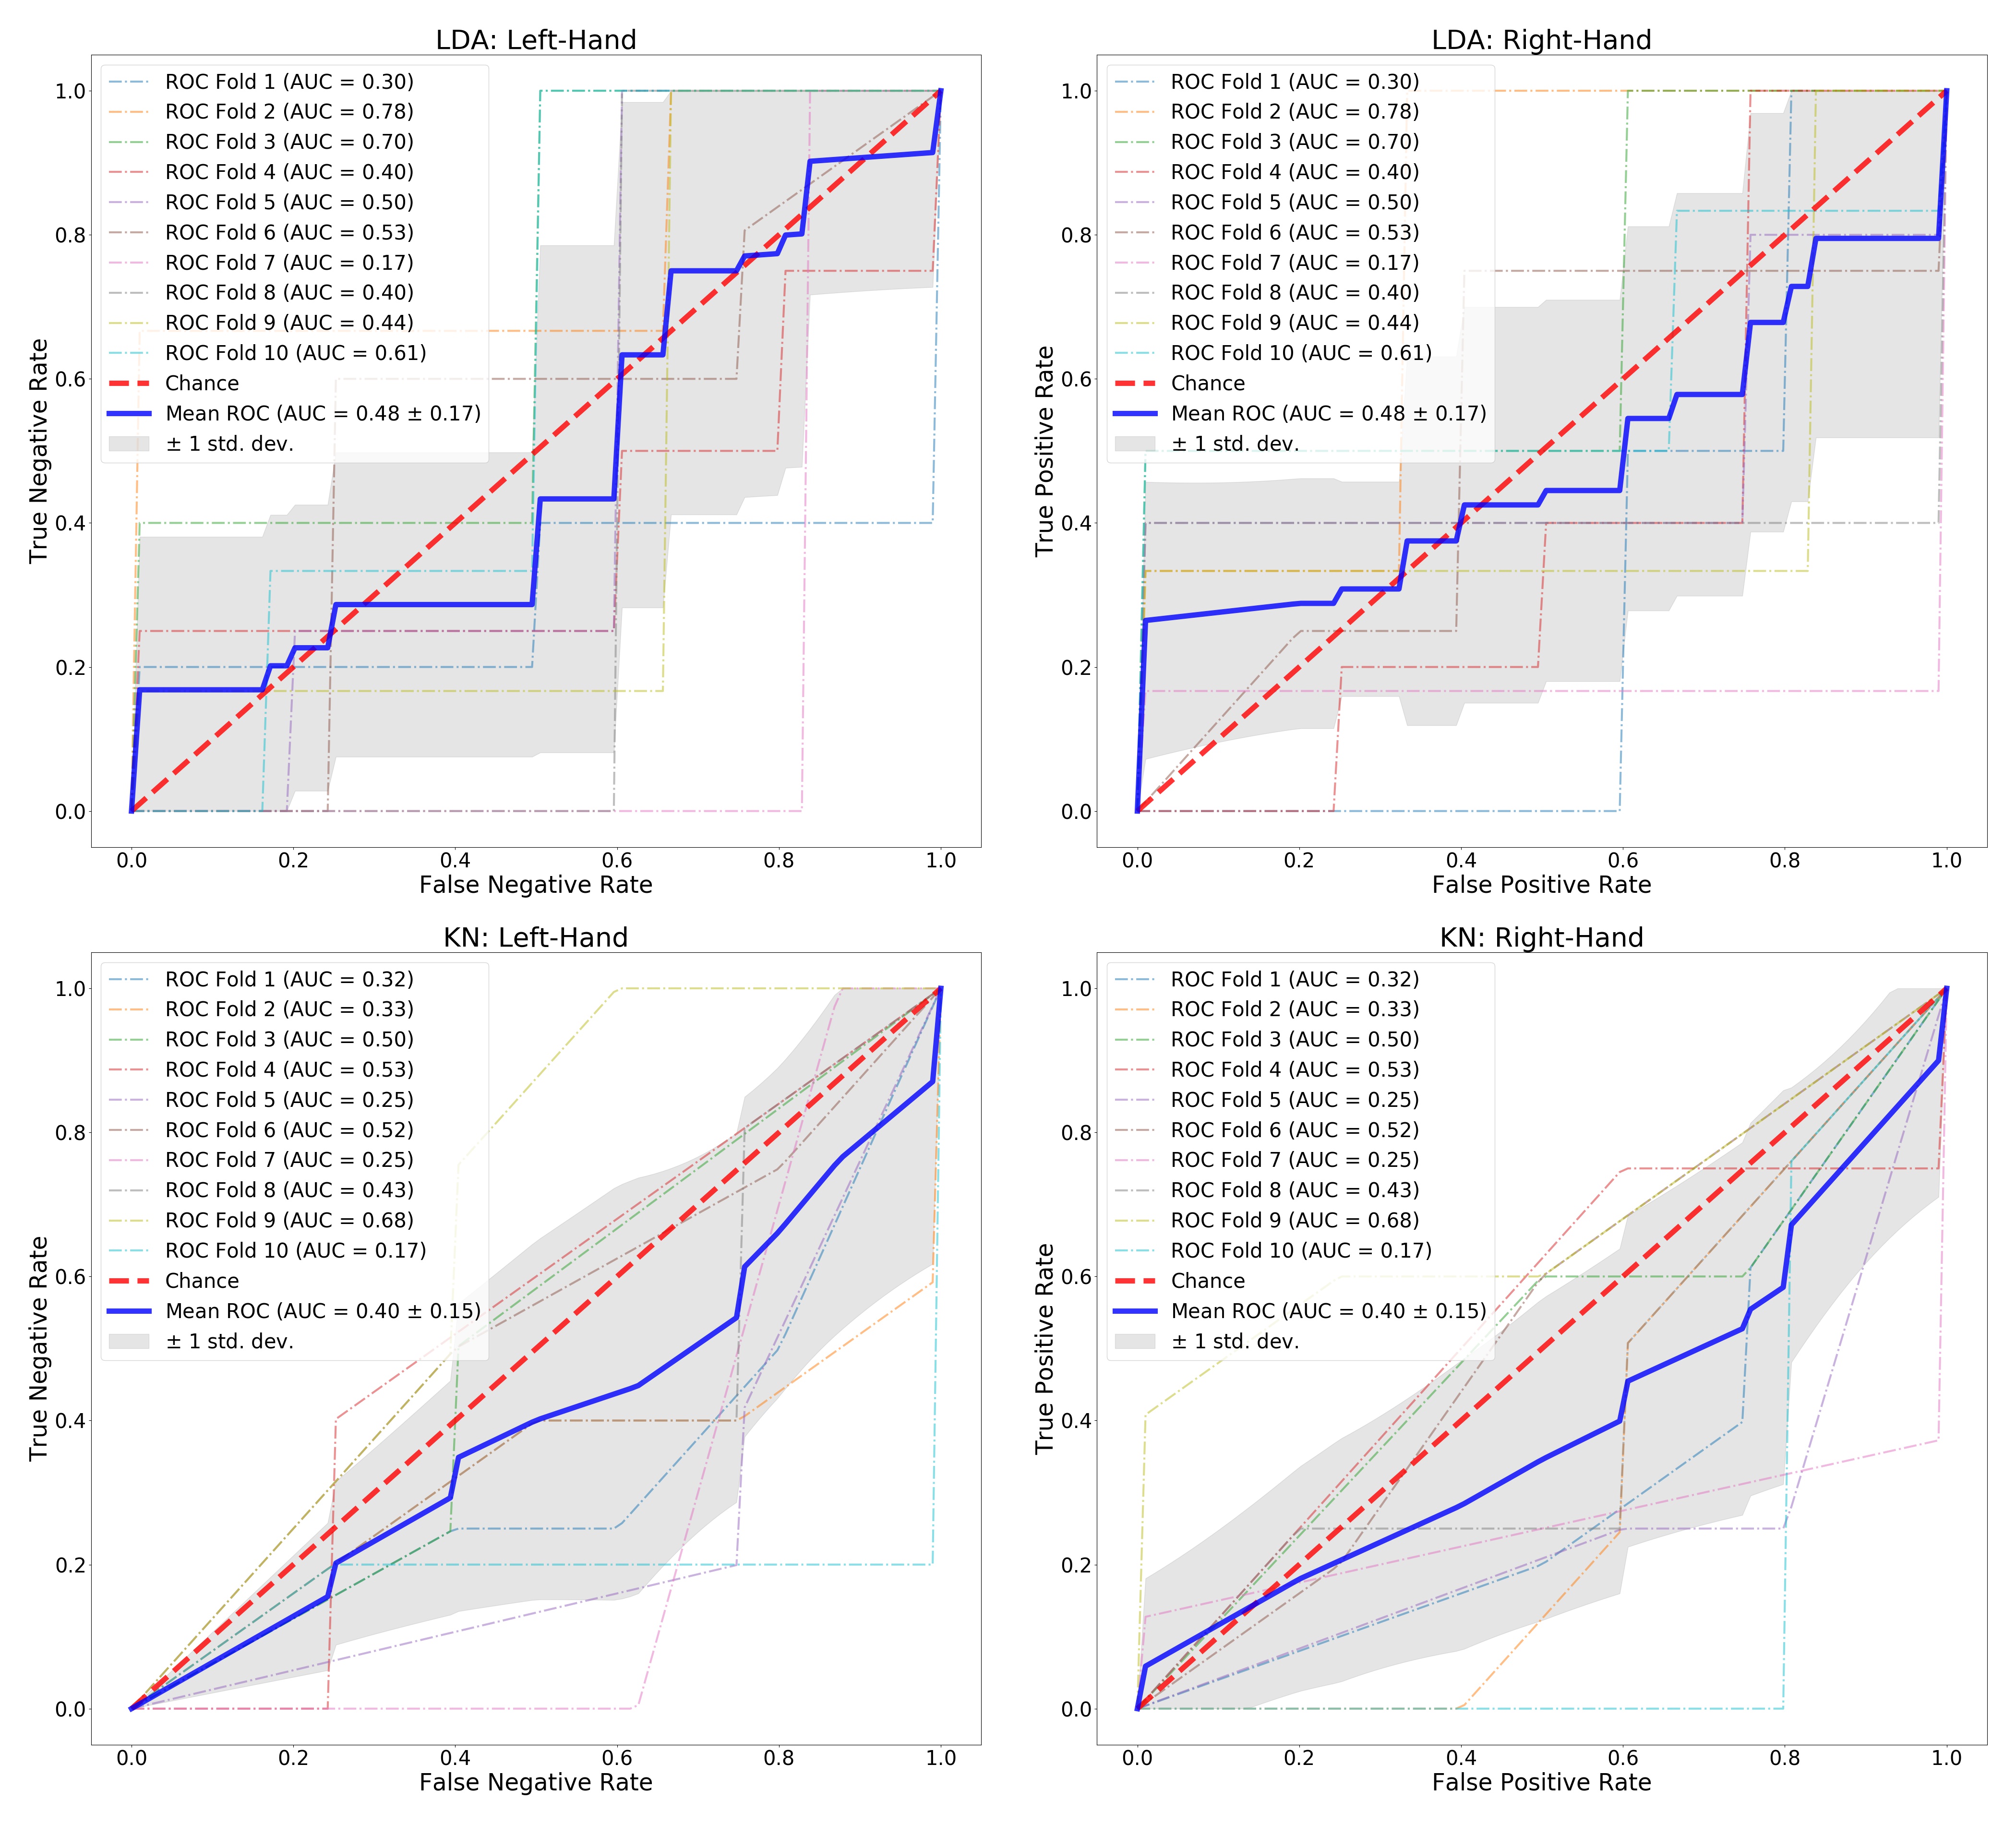 LDA: Left-Hand
ROC Fold 1 (AUC = 0.30)
ROC Fold 2 (AUC = 0.78)
ROC Fold 3 (AUC = 0.70)
ROC Fold 4 (AUC = 0.40)
ROC Fold 5 (AUC = 0.50)
ROC Fold 6 (AUC = 0.53)
ROC Fold 7 (AUC = 0.17)
ROC Fold 8 (AUC = 0.40)
ROC Fold 9 (AUC = 0.44)
ROC Fold 10 (AUC = 0.61)
Chance
Mean ROC (AUC = 0.48 ± 0.17)
± 1 std. dev.
True Negative Rate
1.0
0.8
0.6
0.4
0.2
0.0
0.0 0.2 0.4 0.6 0.8 1.0
False Negative Rate
LDA: Right-Hand
ROC Fold 1 (AUC = 0.30)
ROC Fold 2 (AUC = 0.78)
ROC Fold 3 (AUC = 0.70)
ROC Fold 4 (AUC = 0.40)
ROC Fold 5 (AUC = 0.50)
ROC Fold 6 (AUC = 0.53)
ROC Fold 7 (AUC = 0.17)
ROC Fold 8 (AUC = 0.40)
ROC Fold 9 (AUC = 0.44)
ROC Fold 10 (AUC = 0.61)
Chance
Mean ROC (AUC = 0.48 ± 0.17)
± 1 std. dev.
True Positive Rate
1.0
0.8
0.6
0.4
0.2
0.0
0.0 0.2 0.4 0.6 0.8 1.0
False Positive Rate
KN: Left-Hand
ROC Fold 1 (AUC = 0.32)
ROC Fold 2 (AUC = 0.33)
ROC Fold 3 (AUC = 0.50)
ROC Fold 4 (AUC = 0.53)
ROC Fold 5 (AUC = 0.25)
ROC Fold 6 (AUC = 0.52)
ROC Fold 7 (AUC = 0.25)
ROC Fold 8 (AUC = 0.43)
ROC Fold 9 (AUC = 0.68)
ROC Fold 10 (AUC = 0.17)
Chance
Mean ROC (AUC = 0.40 ± 0.15)
± 1 std. dev.
True Negative Rate
1.0
0.8
0.6
0.4
0.2
0.0
0.0 0.2 0.4 0.6 0.8 1.0
False Negative Rate
KN: Right-Hand
ROC Fold 1 (AUC = 0.32)
ROC Fold 2 (AUC = 0.33)
ROC Fold 3 (AUC = 0.50)
ROC Fold 4 (AUC = 0.53)
ROC Fold 5 (AUC = 0.25)
ROC Fold 6 (AUC = 0.52)
ROC Fold 7 (AUC = 0.25)
ROC Fold 8 (AUC = 0.43)
ROC Fold 9 (AUC = 0.68)
ROC Fold 10 (AUC = 0.17)
Chance
Mean ROC (AUC = 0.40 ± 0.15)
± 1 std. dev.
True Positive Rate
1.0
0.8
0.6
0.4
0.2
0.0
0.0 0.2 0.4 0.6 0.8 1.0
False Positive Rate